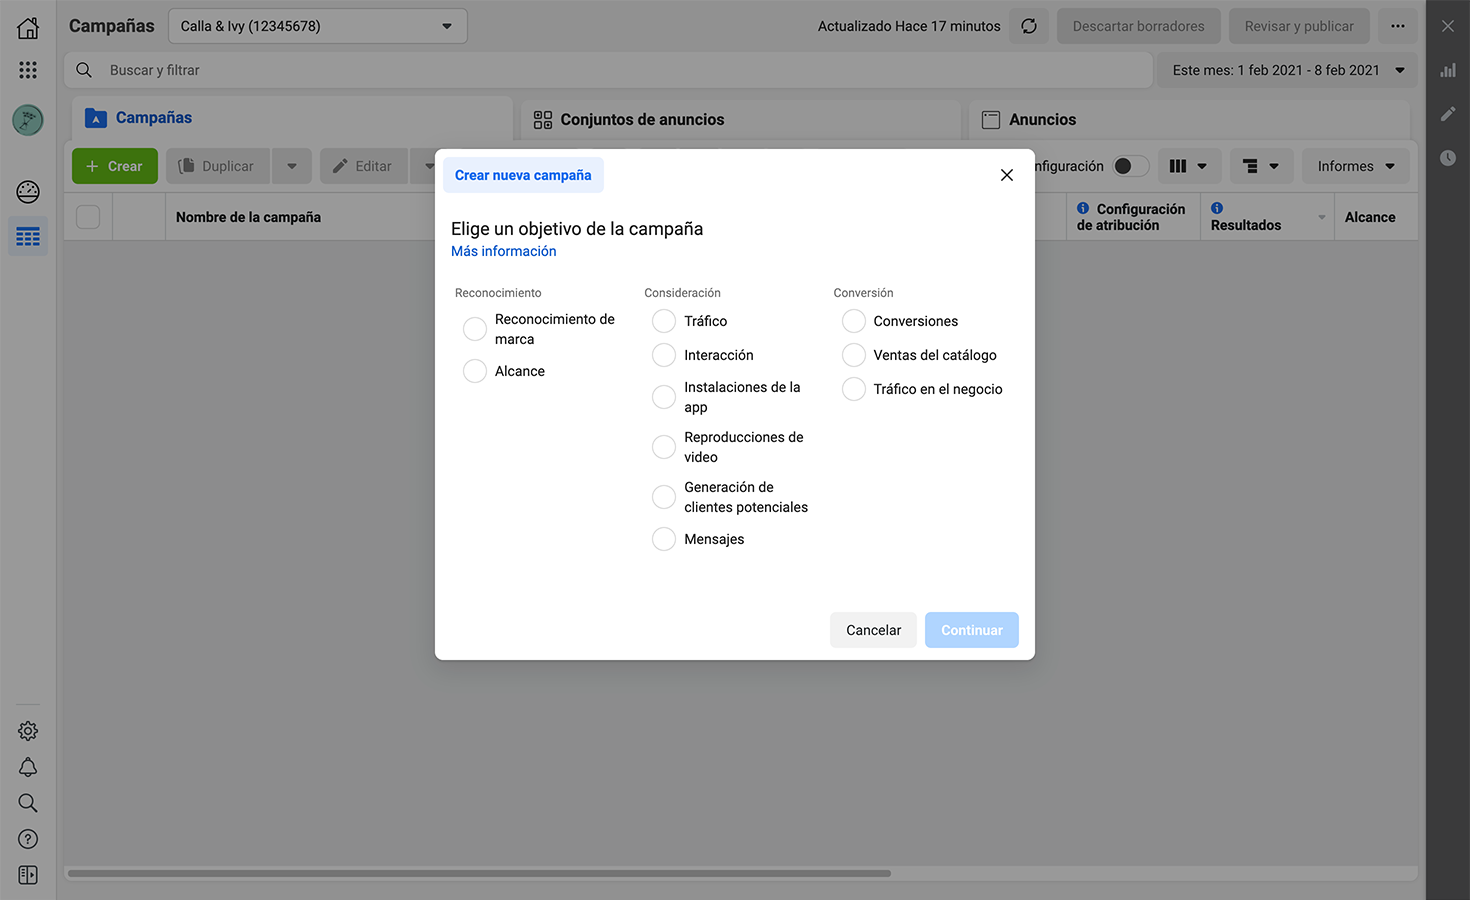 Campañas
Calla & Ivy (12345678)
Actualizado Hace 17 minutos
Descartar borradores
Revisar y publicar
Buscar y filtrar
Este mes: 1 feb 2021 - 8 feb 2021
Campañas
Conjuntos de anuncios
Anuncios
+ Crear
Duplicar
Editar
nfiguración
Informes
Nombre de la campaña
Configuración
de atribución
Resultados
Alcance
Crear nueva campaña
Elige un objetivo de la campaña
Más información
Reconocimiento
Reconocimiento de
marca
Alcance
Consideración
Tráfico
Interacción
Instalaciones de la
app
Reproducciones de
video
Generación de
clientes potenciales
Mensajes
Conversión
Conversiones
Ventas del catálogo
Tráfico en el negocio
Cancelar
Continuar